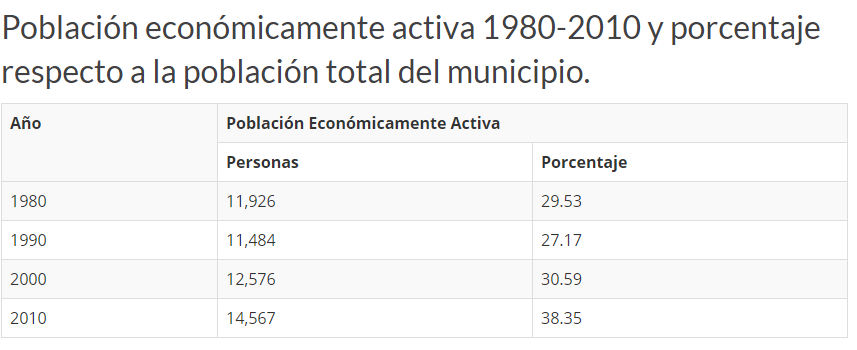 Población económicamente activa 1980-2010 y porcentaje
respecto a la población total del municipio.
Año Población Económicamente Activa
Personas Porcentaje
1980 11,926 29.53
1990 11,484 27.17
2000 12,576 30.59
2010 14,567 38.35